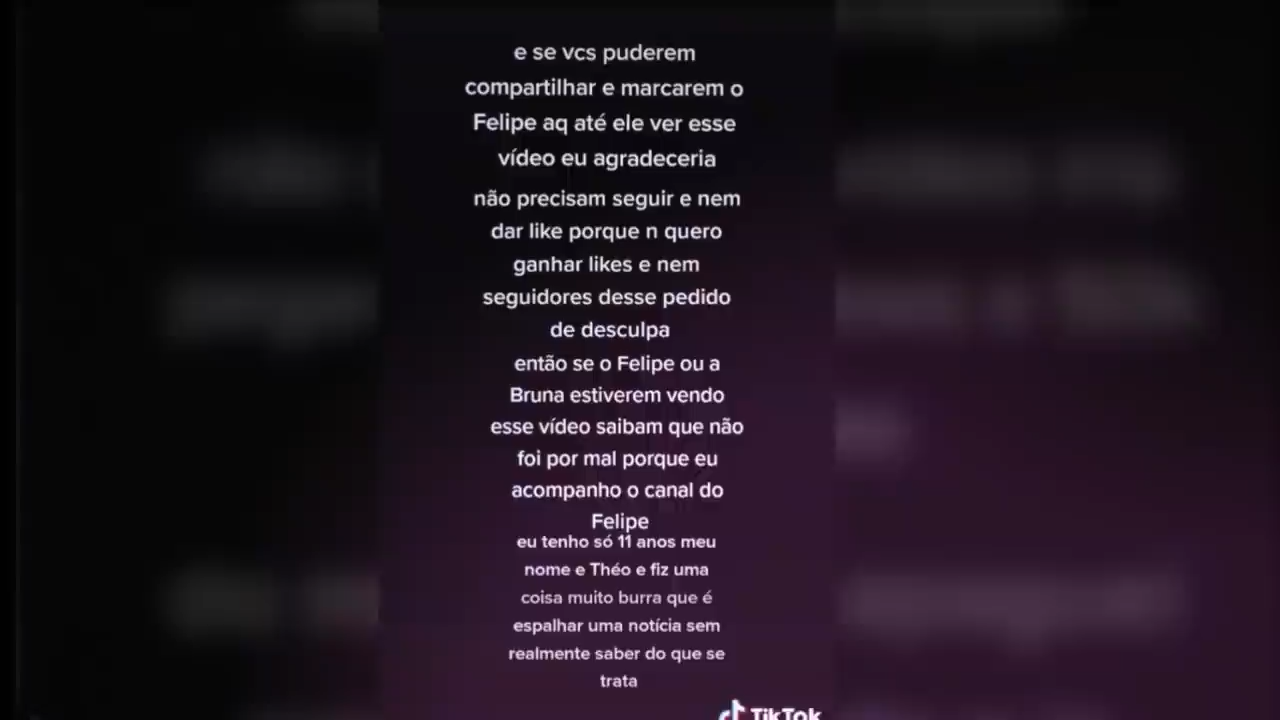 e se vcs puderem
compartilhar e marcarem o
Felipe aq até ele ver esse
vídeo eu agradeceria
não precisam seguir e nem
dar like porque n quero
ganhar likes e nem
seguidores desse pedido
de desculpa
então se o Felipe ou a
Bruna estiverem vendo
esse vídeo saibam que não
foi por mal porque eu
acompanho o canal do
Felipe
eu tenho só 11 anos meu
nome e Théo e fiz uma
coisa muito burra que é
espalhar uma notícia sem
realmente saber do que se
trata
TikTok